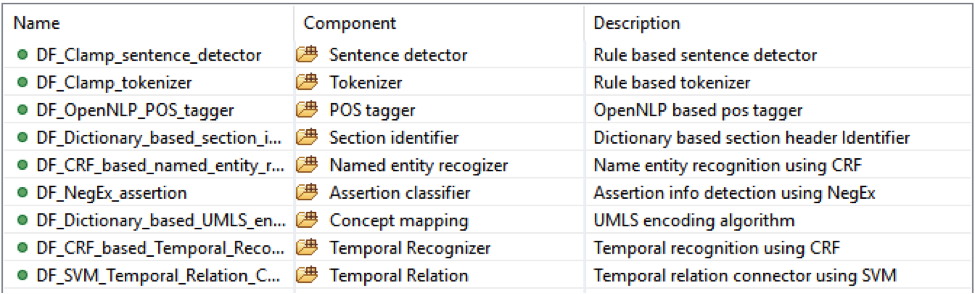 Name Component Description
DF_Clamp_sentence_detector Sentence detector Rule based sentence detector
DF_Clamp_tokenizer Tokenizer Rule based tokenizer
DF_OpenNLP_POS_tagger POS tagger OpenNLP based pos tagger
DF_Dictionary_based_section_i... Section identifier Dictionary based section header Identifier
DF_CRF_based_named_entity_r... Named entity recogizer Name entity recognition using CRF
DF_NegEx_assertion Assertion classifier Assertion info detection using NegEx
DF_Dictionary_based_UMLS_en... Concept mapping UMLS encoding algorithm
DF_CRF_based_Temporal_Reco... Temporal Recognizer Temporal recognition using CRF
DF_SVM_Temporal_Relation_C... Temporal Relation Temporal relation connector using SVM